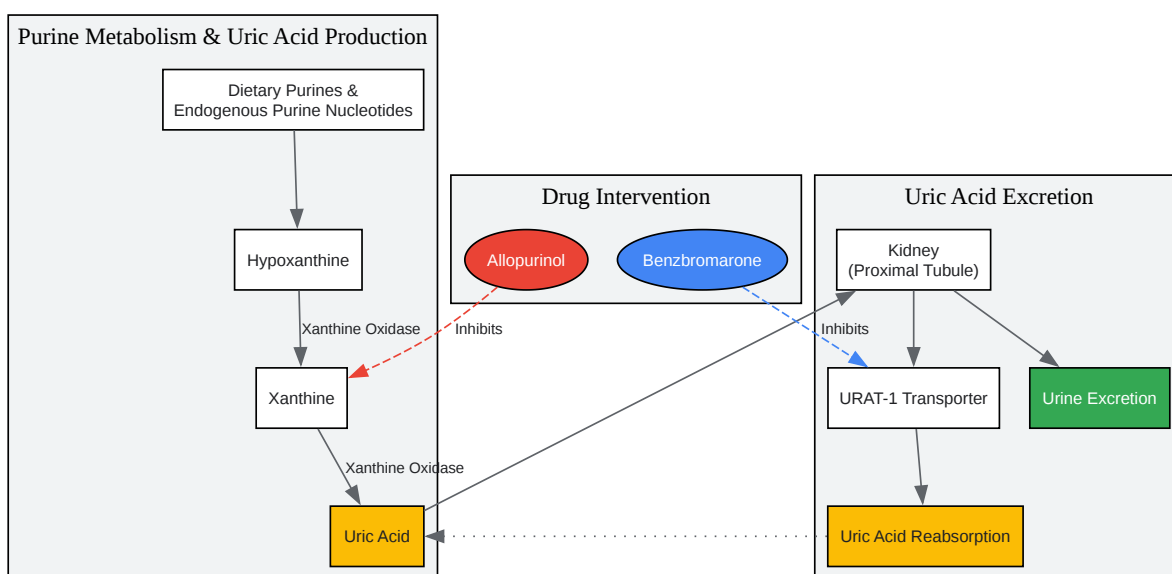 Purine Metabolism & Uric Acid Production
Dietary Purines &
Endogenous Purine Nucleotides
Hypoxanthine
Xanthine Oxidase
Xanthine
Xanthine Oxidase
Uric Acid
Drug Intervention
Allopurinol
Benzbromarone
Inhibits
Inhibits
Uric Acid Excretion
Kidney
(Proximal Tubule)
URAT-1 Transporter
Urine Excretion
Uric Acid Reabsorption